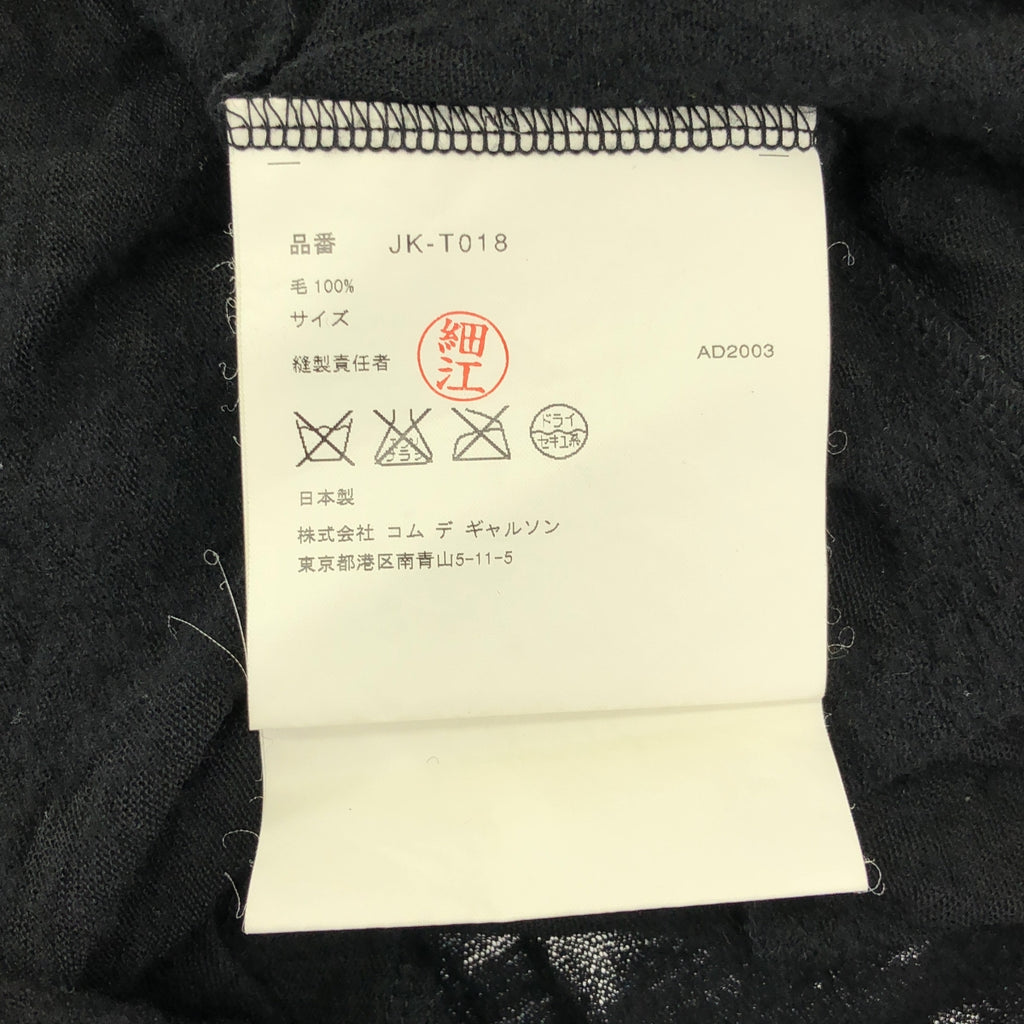 品番 JK-T018
毛 100%
サイズ
縫製責任者 細江 AD2003
ドライ
セキユ系
日本製
株式会社 コム デ ギャルソン
東京都港区南青山5-11-5